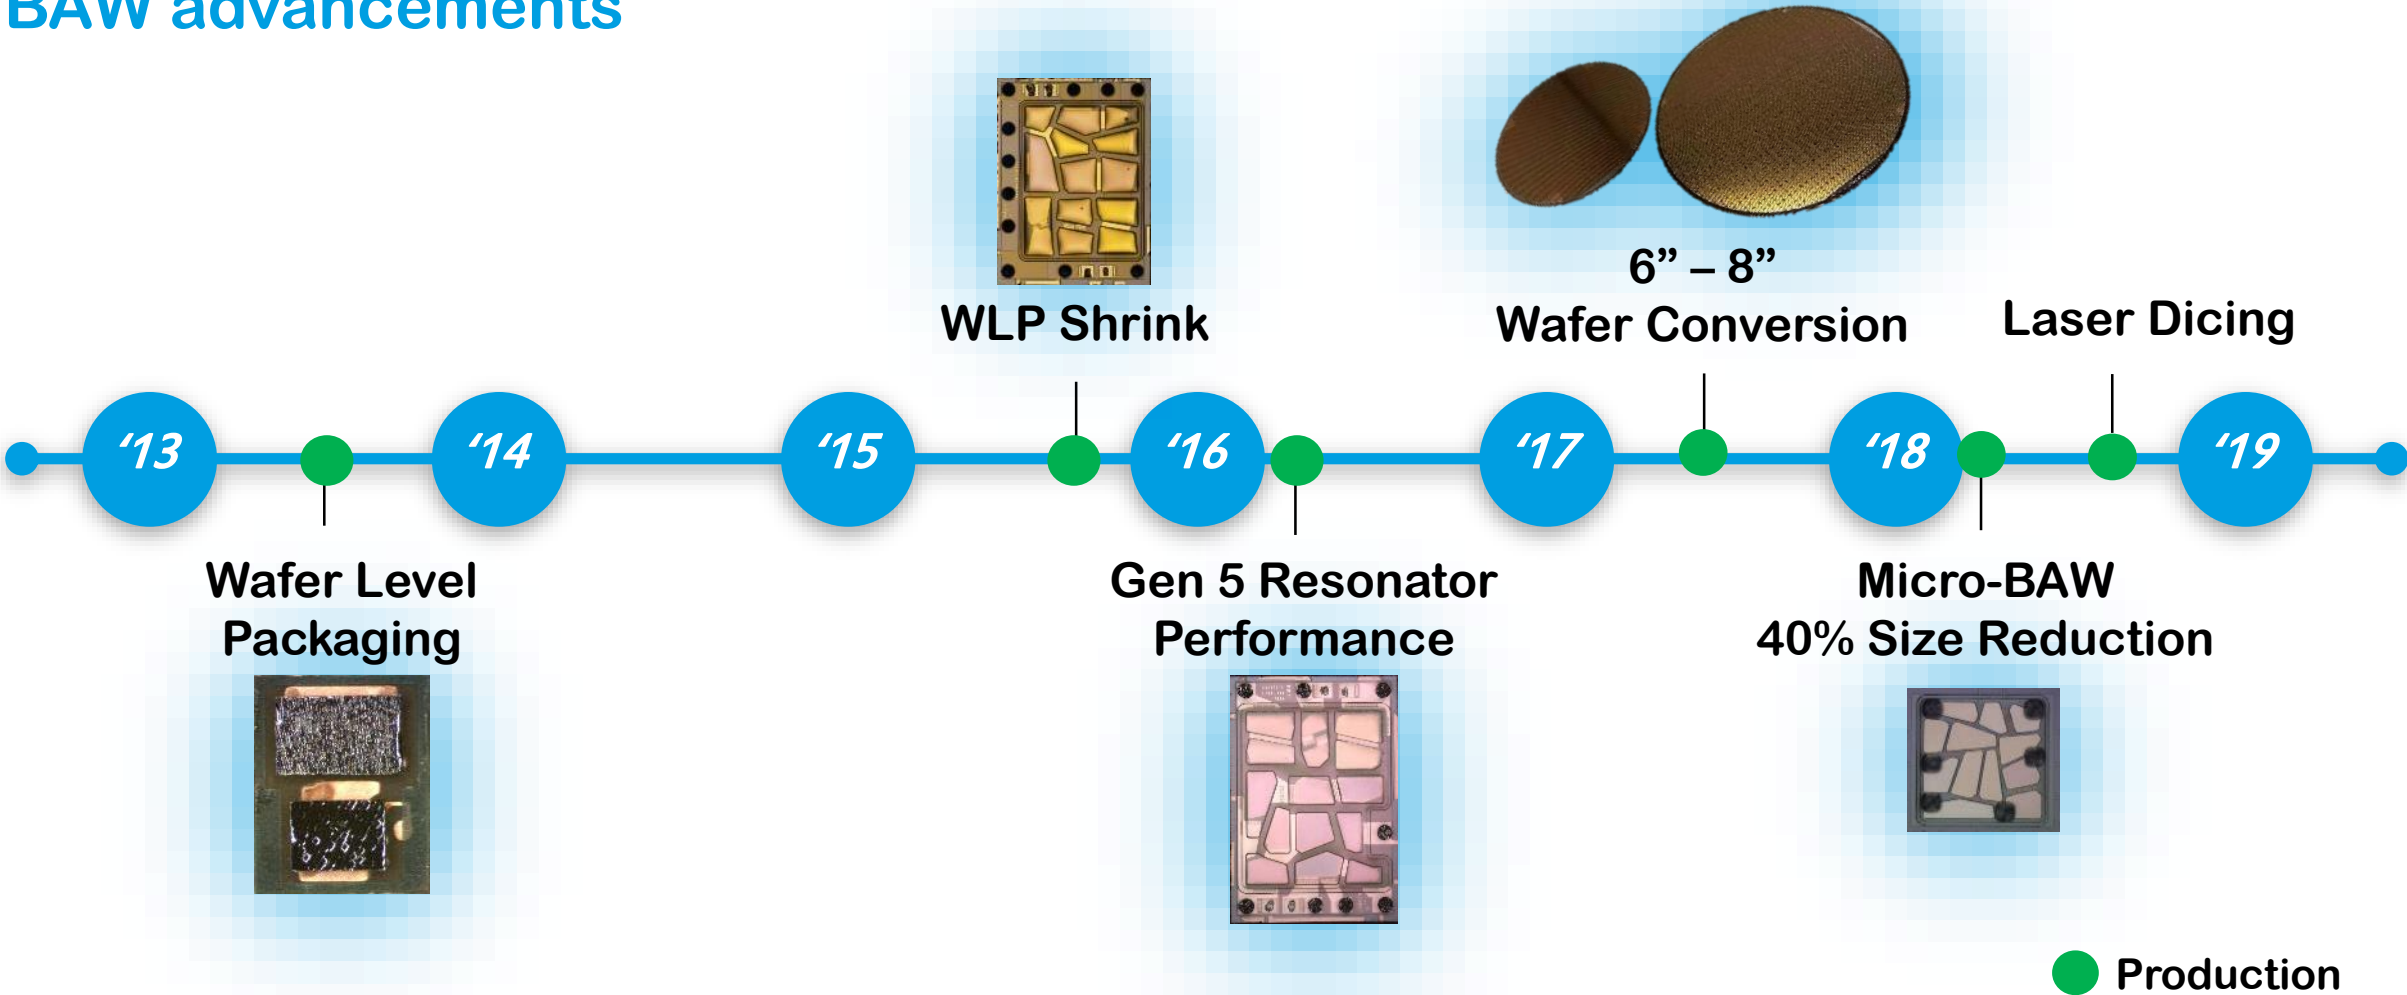 BAW advancements
WLP Shrink
6” – 8”
Wafer Conversion
Laser Dicing
‘13
‘14
‘15
‘16
‘17
‘18
‘19
Wafer Level
Packaging
Gen 5 Resonator
Performance
Micro-BAW
40% Size Reduction
Production